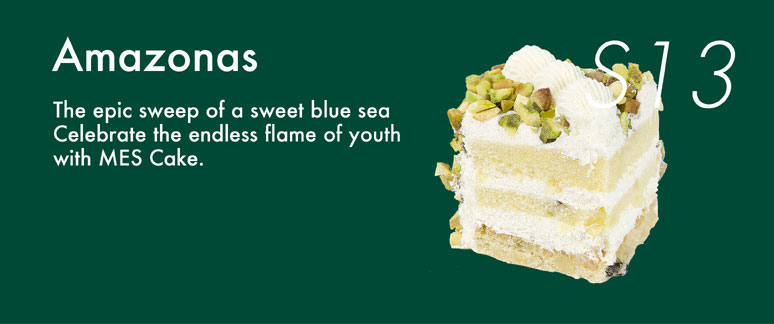 Amazonas
S13
The epic sweep of a sweet blue sea
Celebrate the endless flame of youth
with MES Cake.